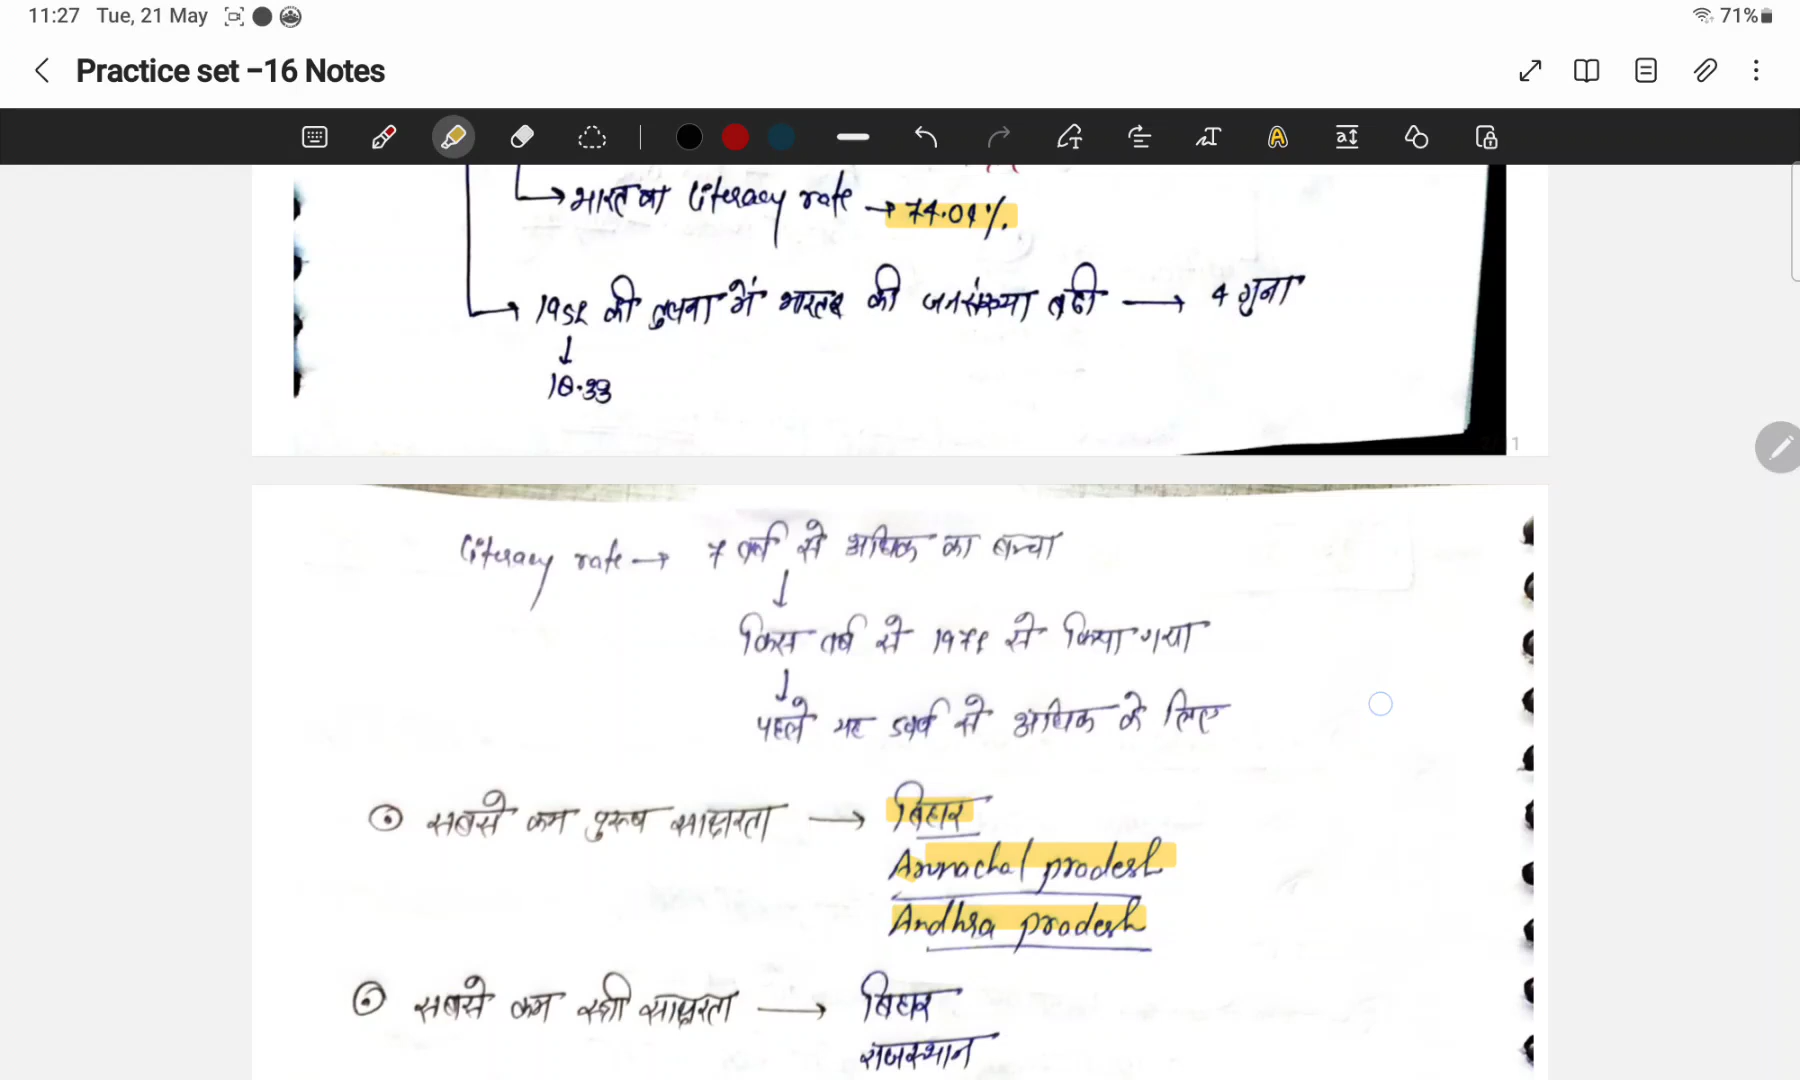 11:27 Tue, 21 May 71%
Practice set –16 Notes
भारत का literacy rate → 74.04%
1951 की तुलना में भारत की जनसंख्या बढ़ी → 4 गुना
↓
18.33
1
literacy rate → 7 वर्ष से अधिक का बच्चा
↓
किस वर्ष से 1971 से किया गया
↓
पहले यह 5 वर्ष से अधिक के लिए
सबसे कम पुरुष साक्षरता → बिहार
Arunachal pradesh
Andhra pradesh
सबसे कम स्त्री साक्षरता → बिहार
राजस्थान